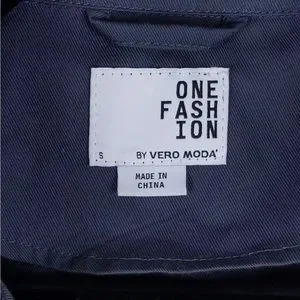 ONE
FASH
ION
S BY VERO MODA
MADE IN
CHINA